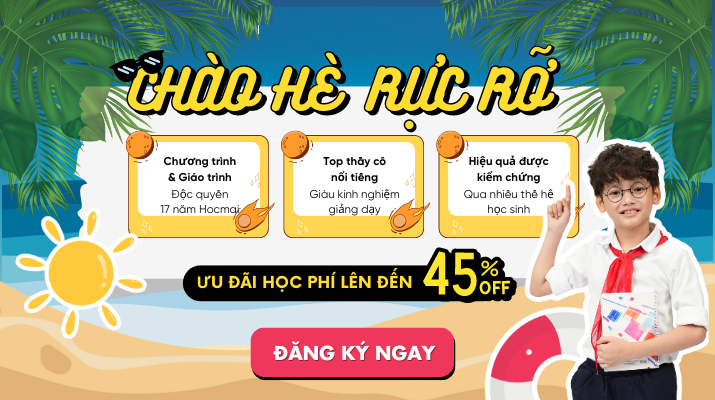 CHÀO HÈ RỰC RỠ
Chương trình
& Giáo trình
Độc quyền
17 năm Hocmai
Top thầy cô
nổi tiếng
Giàu kinh nghiệm
giảng dạy
Hiệu quả được
kiểm chứng
Qua nhiều thế hệ
học sinh
ƯU ĐÃI HỌC PHÍ LÊN ĐẾN 45% OFF
ĐĂNG KÝ NGAY